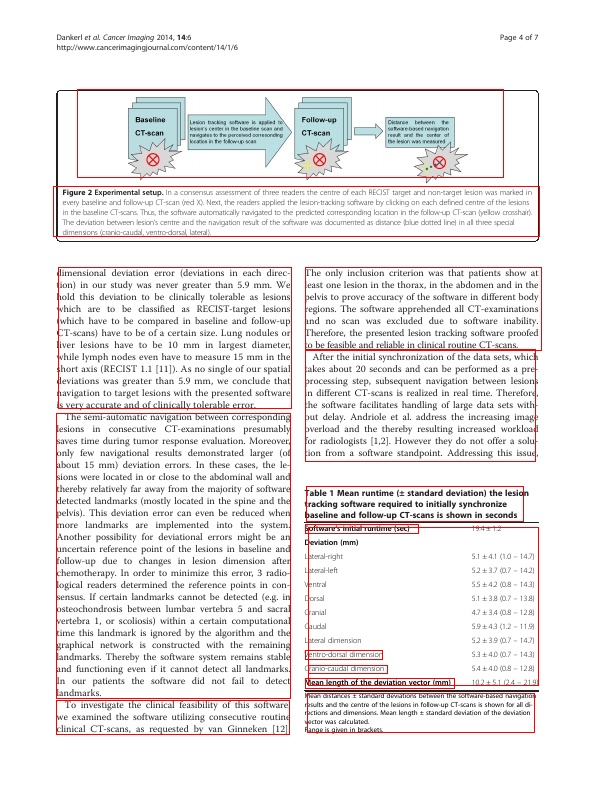 Dankerl et al. Cancer Imaging 2014, 14:6
Page 4 of 7
http://www.cancerimagingjournal.com/content/14/1/6
Baseline
CT-scan
Lesion tracking software is applied to
lesion's center in the baseline scan and
navigates to the perceived corresponding
location in the follow-up scan
Follow-up
CT-scan
Distance between the
software-based navigation
result and the center of
the lesion was measured
Figure 2 Experimental setup. In a consensus assessment of three readers the centre of each RECIST target and non-target lesion was marked in
every baseline and follow-up CT-scan (red X). Next, the readers applied the lesion-tracking software by clicking on each defined centre of the lesions
in the baseline CT-scans. Thus, the software automatically navigated to the predicted corresponding location in the follow-up CT-scan (yellow crosshair).
The deviation between lesion's centre and the navigation result of the software was documented as distance (blue dotted line) in all three special
dimensions (cranio-caudal, ventro-dorsal, lateral).
dimensional deviation error (deviations in each direc-
tion) in our study was never greater than 5.9 mm. We
hold this deviation to be clinically tolerable as lesions
which are to be classified as RECIST-target lesions
(which have to be compared in baseline and follow-up
CT-scans) have to be of a certain size. Lung nodules or
liver lesions have to be 10 mm in largest diameter,
while lymph nodes even have to measure 15 mm in the
short axis (RECIST 1.1 [11]). As no single of our spatial
deviations was greater than 5.9 mm, we conclude that
navigation to target lesions with the presented software
is very accurate and of clinically tolerable error.
The semi-automatic navigation between corresponding
lesions in consecutive CT-examinations presumably
saves time during tumor response evaluation. Moreover,
only few navigational results demonstrated larger (of
about 15 mm) deviation errors. In these cases, the le-
sions were located in or close to the abdominal wall and
thereby relatively far away from the majority of software
detected landmarks (mostly located in the spine and the
pelvis). This deviation error can even be reduced when
more landmarks are implemented into the system.
Another possibility for deviational errors might be an
uncertain reference point of the lesions in baseline and
follow-up due to changes in lesion dimension after
chemotherapy. In order to minimize this error, 3 radio-
logical readers determined the reference points in con-
sensus. If certain landmarks cannot be detected (e.g. in
osteochondrosis between lumbar vertebra 5 and sacral
vertebra 1, or scoliosis) within a certain computational
time this landmark is ignored by the algorithm and the
graphical network is constructed with the remaining
landmarks. Thereby the software system remains stable
and functioning even if it cannot detect all landmarks.
In our patients the software did not fail to detect
landmarks.
To investigate the clinical feasibility of this software
we examined the software utilizing consecutive routine
clinical CT-scans, as requested by van Ginneken [12].
The only inclusion criterion was that patients show at
least one lesion in the thorax, in the abdomen and in the
pelvis to prove accuracy of the software in different body
regions. The software apprehended all CT-examinations
and no scan was excluded due to software inability.
Therefore, the presented lesion tracking software proofed
to be feasible and reliable in clinical routine CT-scans.
After the initial synchronization of the data sets, which
takes about 20 seconds and can be performed as a pre-
processing step, subsequent navigation between lesions
in different CT-scans is realized in real time. Therefore,
the software facilitates handling of large data sets with-
out delay. Andriole et al. address the increasing image
overload and the thereby resulting increased workload
for radiologists [1,2]. However they do not offer a solu-
tion from a software standpoint. Addressing this issue,
Table 1 Mean runtime (± standard deviation) the lesion
tracking software required to initially synchronize
baseline and follow-up CT-scans is shown in seconds
Software's initial runtime (sec) 19.4 ± 1.2
Deviation (mm)
Lateral-right 5.1 ± 4.1 (1.0 – 14.7)
Lateral-left 5.2 ± 3.7 (0.7 – 14.2)
Ventral 5.5 ± 4.2 (0.8 – 14.3)
Dorsal 5.1 ± 3.8 (0.7 – 13.8)
Cranial 4.7 ± 3.4 (0.8 – 12.8)
Caudal 5.9 ± 4.3 (1.2 – 11.9)
Lateral dimension 5.2 ± 3.9 (0.7 – 14.7)
Ventro-dorsal dimension 5.3 ± 4.0 (0.7 – 14.3)
Cranio-caudal dimension 5.4 ± 4.0 (0.8 – 12.8)
Mean length of the deviation vector (mm) 10.2 ± 5.1 (2.4 – 21.9)
Mean distances ± standard deviations between the software-based navigation
results and the centre of the lesions in follow-up CT-scans is shown for all di-
rections and dimensions. Mean length ± standard deviation of the deviation
vector was calculated.
Range is given in brackets.